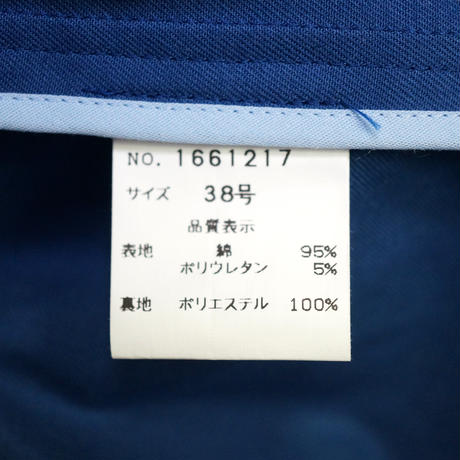 NO. 1661217
サイズ 38号
品質表示
表地 綿 95%
ポリウレタン 5%
裏地 ポリエステル 100%